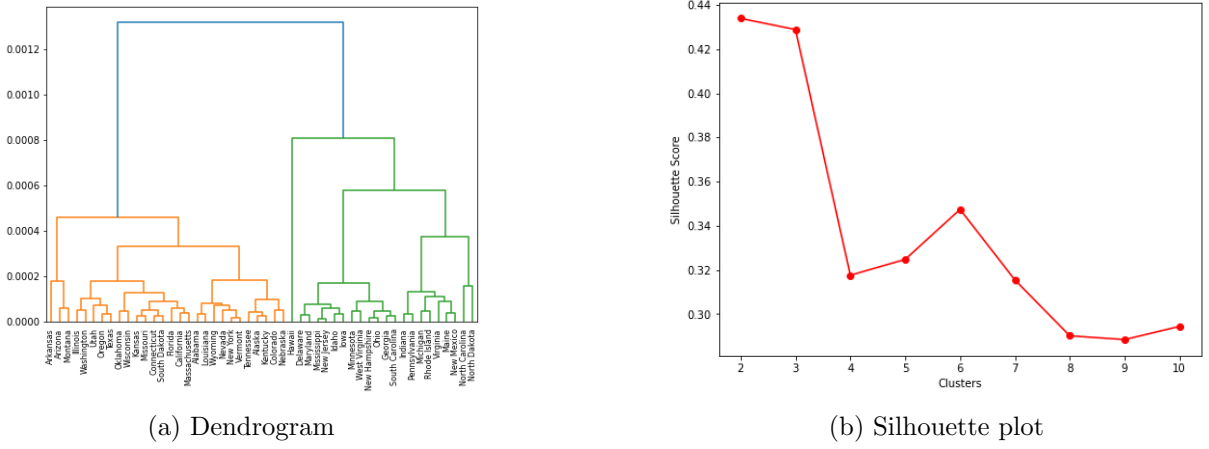 0.0012
0.0010
0.0008
0.0006
0.0004
0.0002
0.0000
Arkansas
Arizona
Montana
Illinois
Washington
Utah
Oregon
Texas
Oklahoma
Wisconsin
Kansas
Missouri
Connecticut
South Dakota
Florida
California
Massachusetts
Alabama
Louisiana
Wyoming
Nevada
New York
Vermont
Tennessee
Alaska
Kentucky
Colorado
Nebraska
Hawaii
Delaware
Maryland
Mississippi
New Jersey
Idaho
Iowa
Minnesota
West Virginia
New Hampshire
Ohio
Georgia
South Carolina
Indiana
Pennsylvania
Michigan
Rhode Island
Virginia
Maine
New Mexico
North Carolina
North Dakota
(a) Dendrogram
0.44
0.42
0.40
0.38
0.36
0.34
0.32
0.30
Silhouette Score
2 3 4 5 6 7 8 9 10
Clusters
(b) Silhouette plot